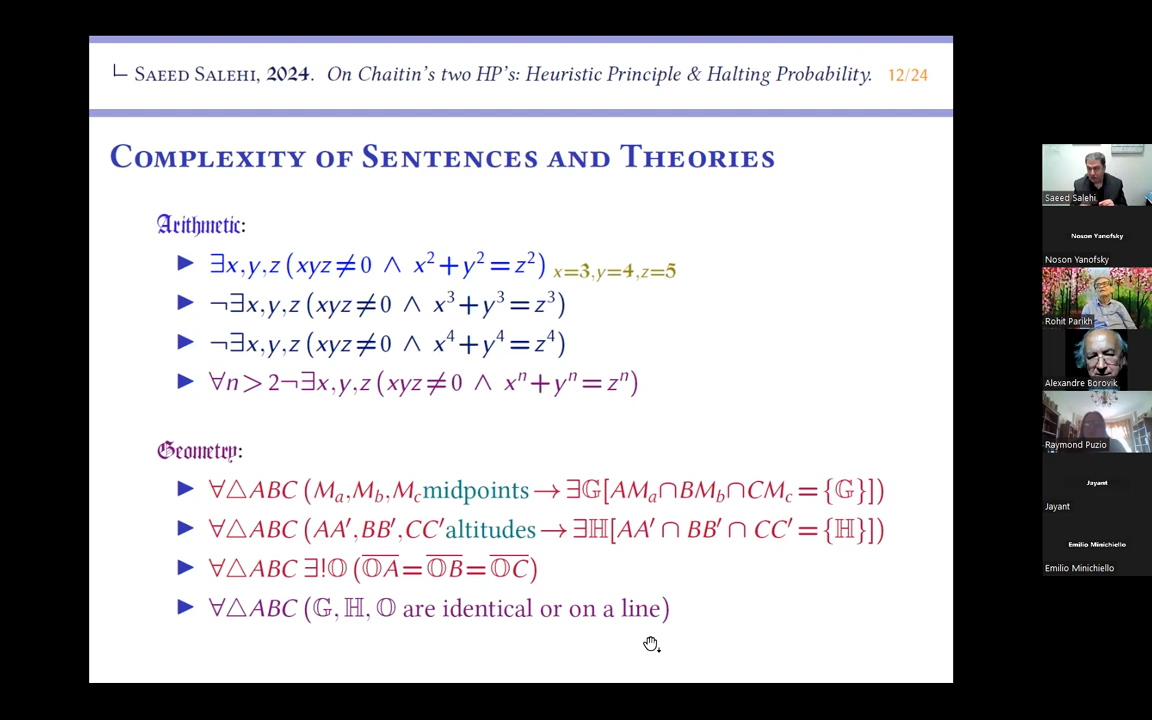 ∟ Saeed Salehi, 2024. On Chaitin's two HP's: Heuristic Principle & Halting Probability. 12/24
Complexity of Sentences and Theories
Arithmetic:
▶ ∃x,y,z (xyz≠0 ∧ x²+y²=z²) x=3,y=4,z=5
▶ ¬∃x,y,z (xyz≠0 ∧ x³+y³=z³)
▶ ¬∃x,y,z (xyz≠0 ∧ x⁴+y⁴=z⁴)
▶ ∀n>2¬∃x,y,z (xyz≠0 ∧ xⁿ+yⁿ=zⁿ)
Geometry:
▶ ∀△ABC (Mₐ,M_b,M_c midpoints → ∃𝔾[AMₐ∩BM_b∩CM_c={𝔾}])
▶ ∀△ABC (AA′,BB′,CC′ altitudes → ∃ℍ[AA′∩BB′∩CC′={ℍ}])
▶ ∀△ABC ∃!𝕆 (𝕆A̅=𝕆B̅=𝕆C̅)
▶ ∀△ABC (𝔾,ℍ,𝕆 are identical or on a line)
Saeed Salehi
Noson Yanofsky
Noson Yanofsky
Rohit Parikh
Alexandre Borovik
Raymond Puzio
Jayant
Jayant
Emilio Minichiello
Emilio Minichiello